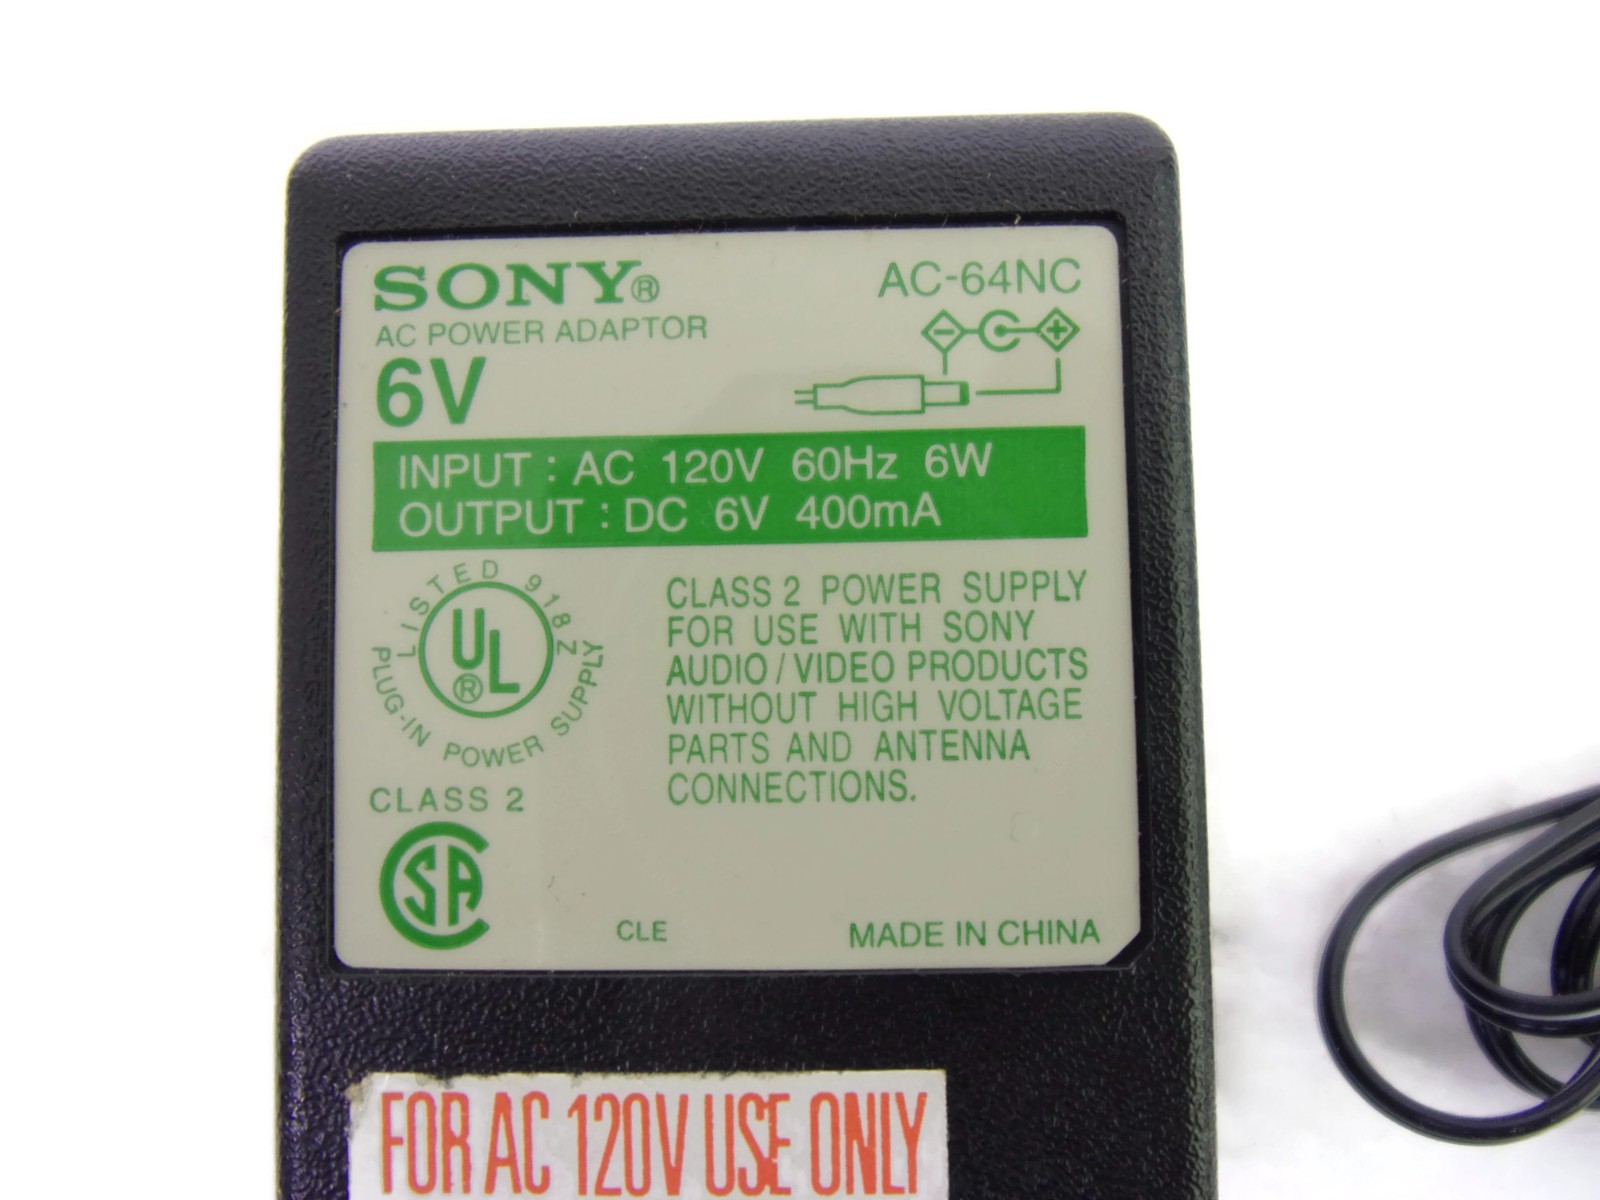 SONY®
AC POWER ADAPTOR
6V
AC-64NC
INPUT : AC 120V 60Hz 6W
OUTPUT : DC 6V 400mA
LISTED 918Z
UL®
PLUG-IN POWER SUPPLY
CLASS 2
CSA
CLASS 2 POWER SUPPLY
FOR USE WITH SONY
AUDIO/VIDEO PRODUCTS
WITHOUT HIGH VOLTAGE
PARTS AND ANTENNA
CONNECTIONS.
CLE
MADE IN CHINA
FOR AC 120V USE ONLY